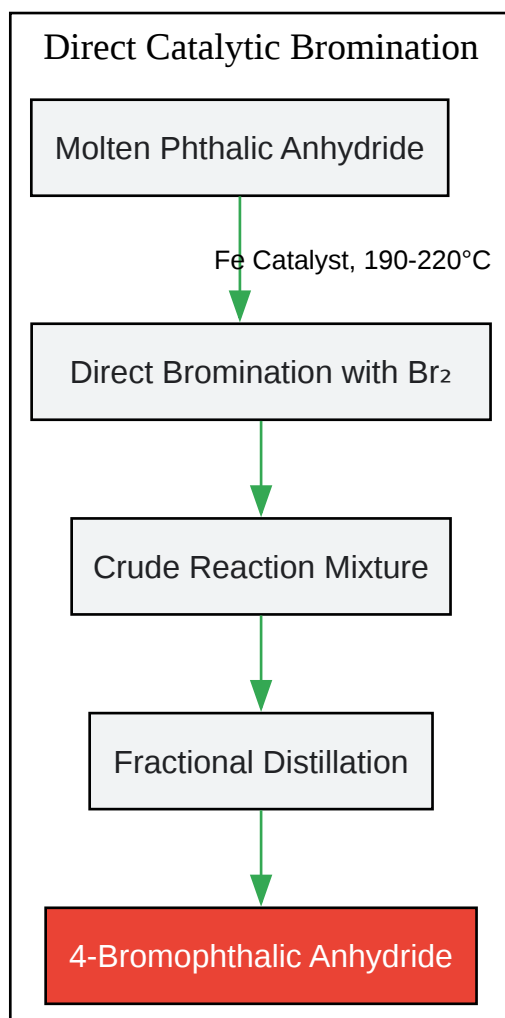 Direct Catalytic Bromination
Molten Phthalic Anhydride
Fe Catalyst, 190-220°C
Direct Bromination with Br₂
Crude Reaction Mixture
Fractional Distillation
4-Bromophthalic Anhydride